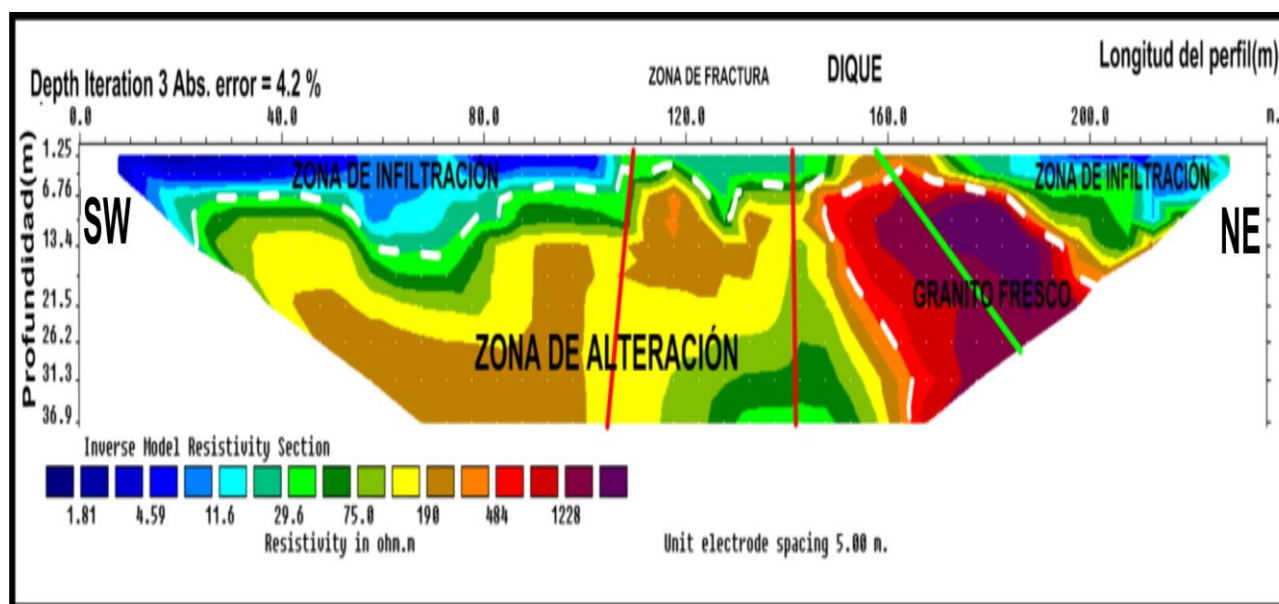 Depth Iteration 3 Abs. error = 4.2 %
ZONA DE FRACTURA
DIQUE
Longitud del perfil(m)
0.0 40.0 80.0 120.0 160.0 200.0 m.
Profundidad(m)
1.25
6.76
13.4
21.5
26.2
31.3
36.9
ZONA DE INFILTRACIÓN
ZONA DE INFILTRACIÓN
SW
NE
GRANITO FRESCO
ZONA DE ALTERACIÓN
Inverse Model Resistivity Section
1.81 4.59 11.6 29.6 75.0 190 484 1228
Resistivity in ohm.m
Unit electrode spacing 5.00 m.